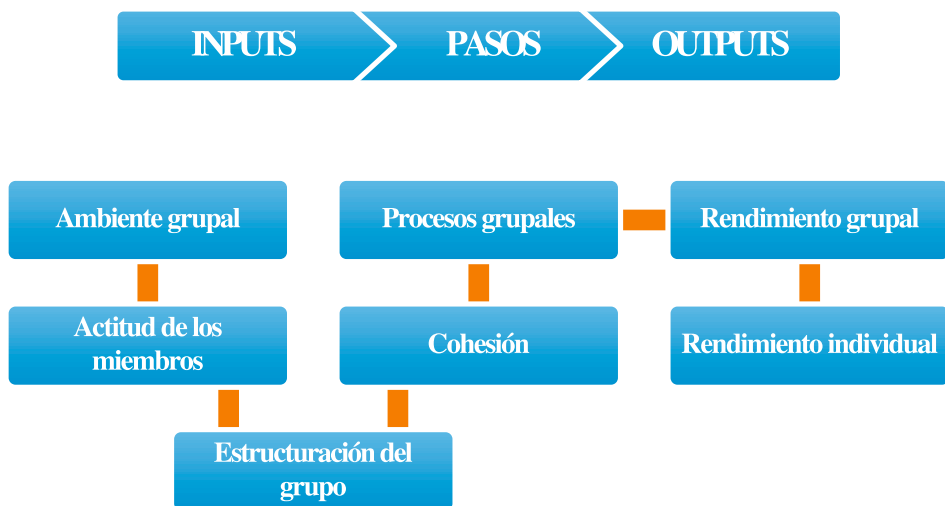 INPUTS PASOS OUTPUTS
Ambiente grupal
Procesos grupales
Rendimiento grupal
Actitud de los
miembros
Cohesión
Rendimiento individual
Estructuración del
grupo